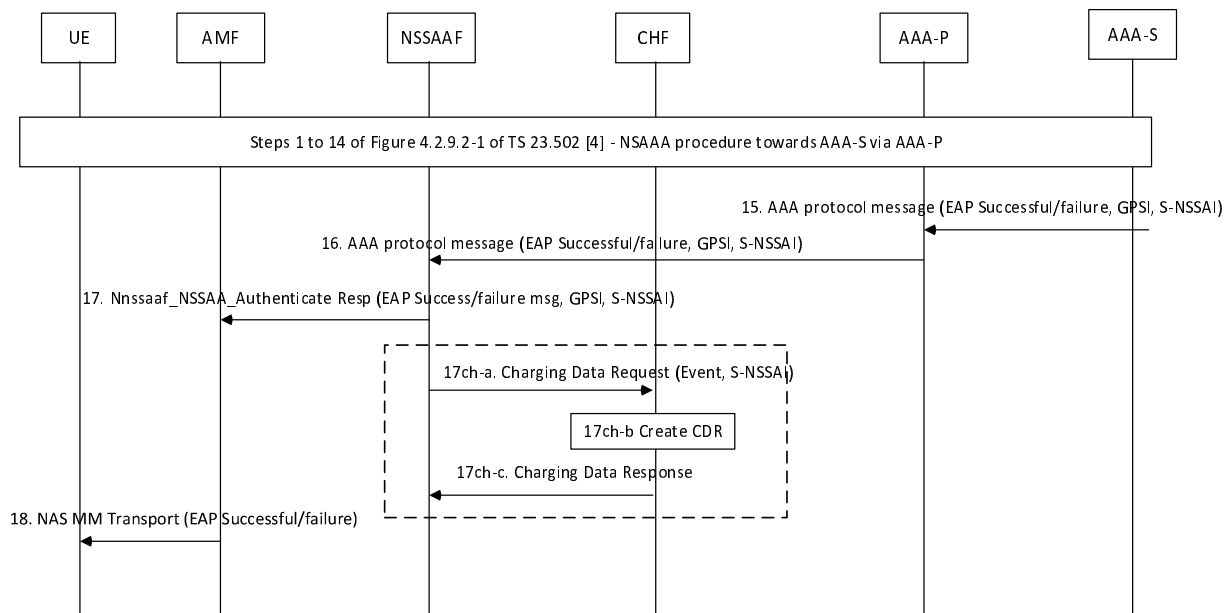 UE AMF NSSAAF CHF AAA-P AAA-S
Steps 1 to 14 of Figure 4.2.9.2-1 of TS 23.502 [4] - NSAAA procedure towards AAA-S via AAA-P
15. AAA protocol message (EAP Successful/failure, GPSI, S-NSSAI)
16. AAA protocol message (EAP Successful/failure, GPSI, S-NSSAI)
17. Nnssaaf_NSSAA_Authenticate Resp (EAP Success/failure msg, GPSI, S-NSSAI)
17ch-a. Charging Data Request (Event, S-NSSAI)
17ch-b Create CDR
17ch-c. Charging Data Response
18. NAS MM Transport (EAP Successful/failure)